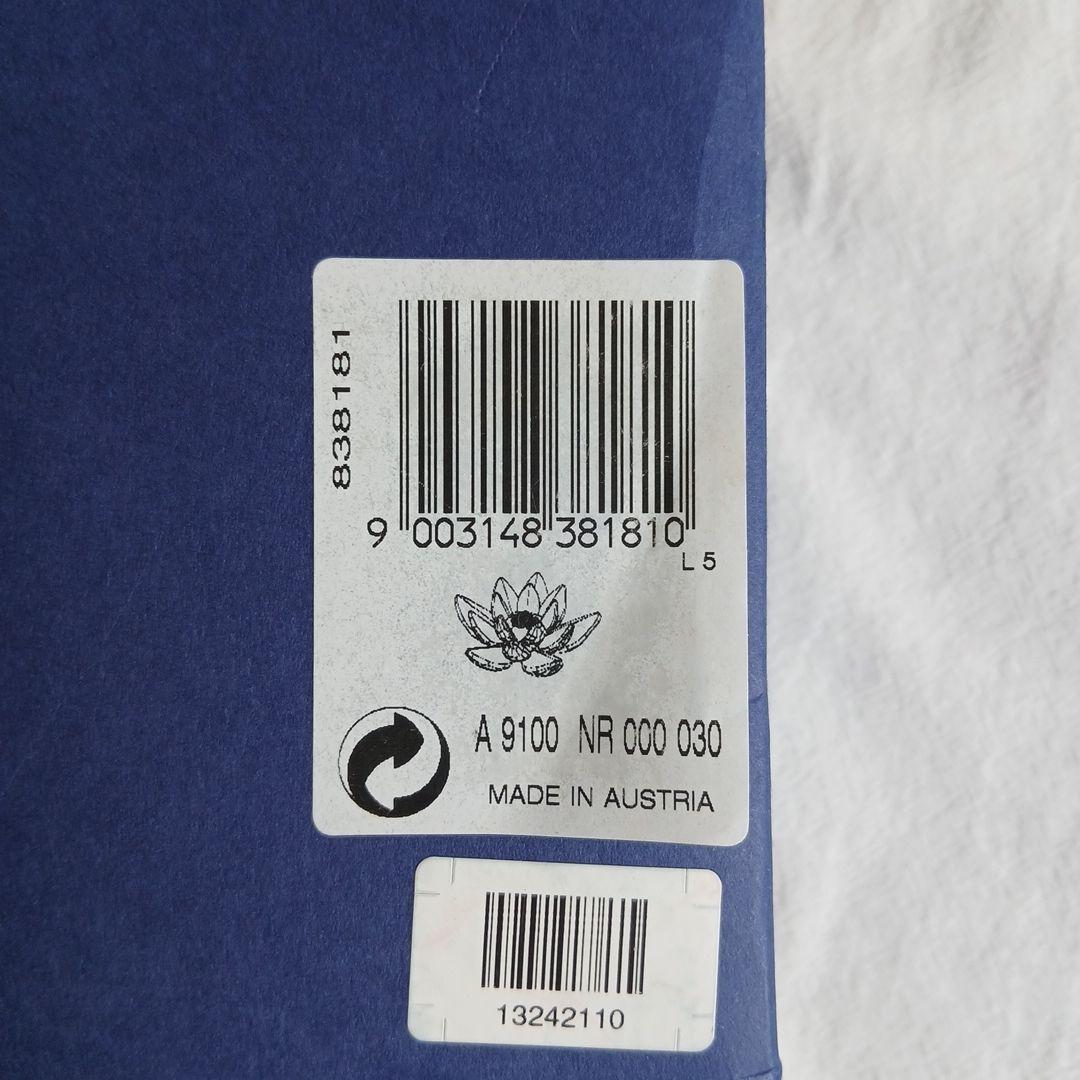 838181
9 003148 381810
L 5
A 9100 NR 000 030
MADE IN AUSTRIA
13242110